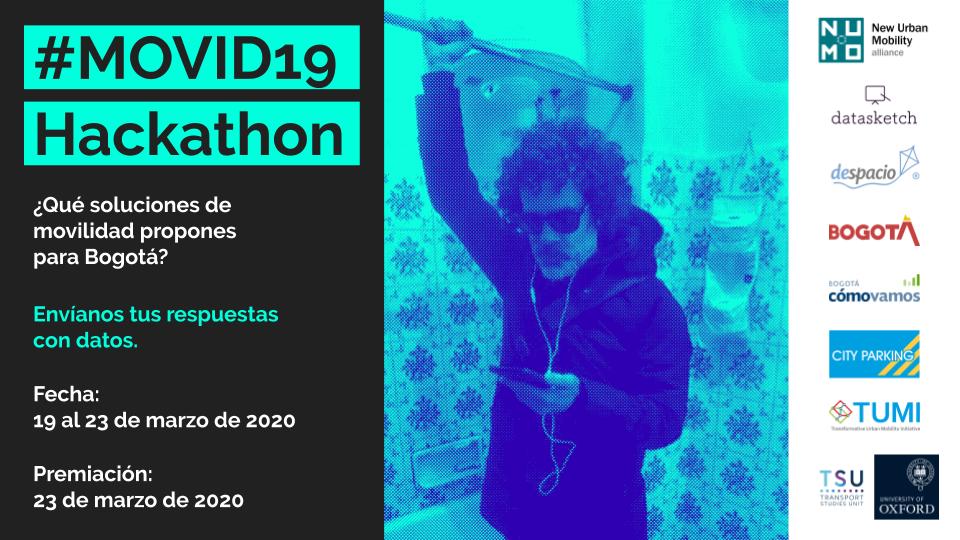 #MOVID19
Hackathon
¿Qué soluciones de
movilidad propones
para Bogotá?
Envíanos tus respuestas
con datos.
Fecha:
19 al 23 de marzo de 2020
Premiación:
23 de marzo de 2020
NUMO
New Urban
Mobility
alliance
datasketch
despacio
BOGOTÁ
BOGOTÁ
cómovamos
CITY PARKING
TUMI
Transformative Urban Mobility Initiative
TSU
TRANSPORT
STUDIES UNIT
UNIVERSITY OF
OXFORD